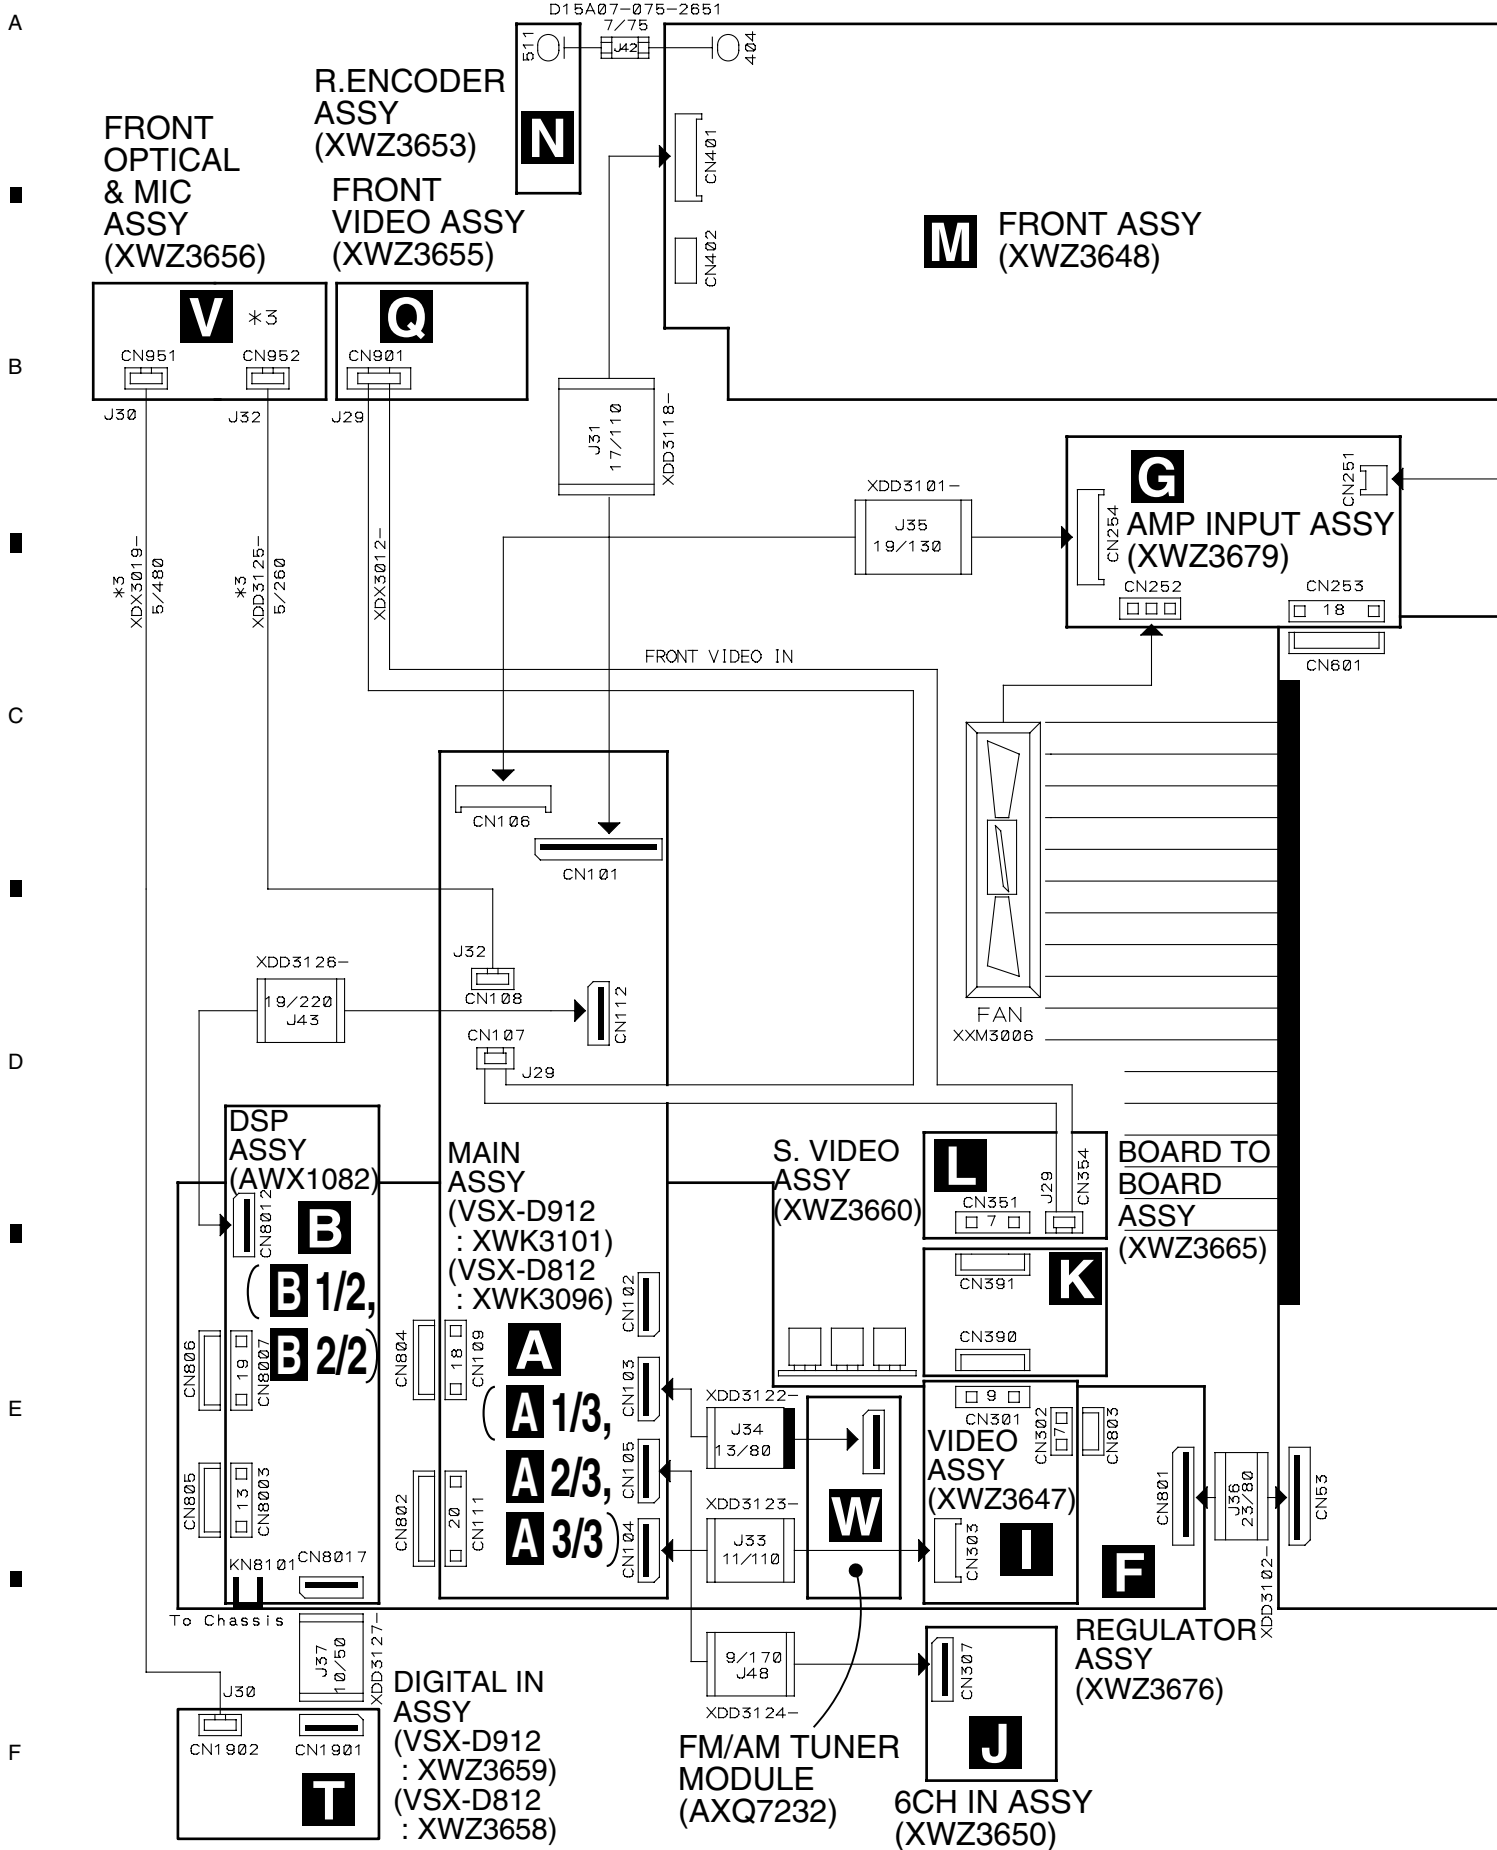 A
D15A07-075-2651
7/75
J42
511
404
R.ENCODER
ASSY
(XWZ3653)
N
CN401
CN402
FRONT
OPTICAL
& MIC
ASSY
(XWZ3656)
FRONT
VIDEO ASSY
(XWZ3655)
M
FRONT ASSY
(XWZ3648)
B
V
*3
CN951
CN952
J30
J32
Q
CN901
J29
J31
17/110
XDD3118-
*3
XDX3019-
5/480
*3
XDD3125-
5/260
XDX3012-
XDD3101-
J35
19/130
G
CN251
CN254
AMP INPUT ASSY
(XWZ3679)
CN252
CN253
18
CN601
FRONT VIDEO IN
C
CN106
CN101
FAN
XXM3006
D
XDD3126-
19/220
J43
J32
CN108
CN112
CN107
J29
DSP
ASSY
(AWX1082)
CN8012
B
(B 1/2,
B 2/2)
MAIN
ASSY
(VSX-D912
: XWK3101)
(VSX-D812
: XWK3096)
A
(A 1/3,
A 2/3,
A 3/3)
S. VIDEO
ASSY
(XWZ3660)
L
CN351
7
J29
CN354
BOARD TO
BOARD
ASSY
(XWZ3665)
K
CN391
CN390
E
CN806
19
CN8007
CN804
18
CN109
CN102
CN103
CN105
CN104
CN805
13
CN8003
CN802
20
CN111
XDD3122-
J34
13/80
XDD3123-
J33
11/110
W
9
CN301
CN302
7
CN803
VIDEO
ASSY
(XWZ3647)
CN303
I
CN801
F
J36
23/80
XDD3102-
CN53
KN8101
CN8017
To Chassis
J37
10/50
XDD3127-
J30
CN1902
CN1901
T
DIGITAL IN
ASSY
(VSX-D912
: XWZ3659)
(VSX-D812
: XWZ3658)
9/170
J48
XDD3124-
FM/AM TUNER
MODULE
(AXQ7232)
CN307
J
6CH IN ASSY
(XWZ3650)
REGULATOR
ASSY
(XWZ3676)
F